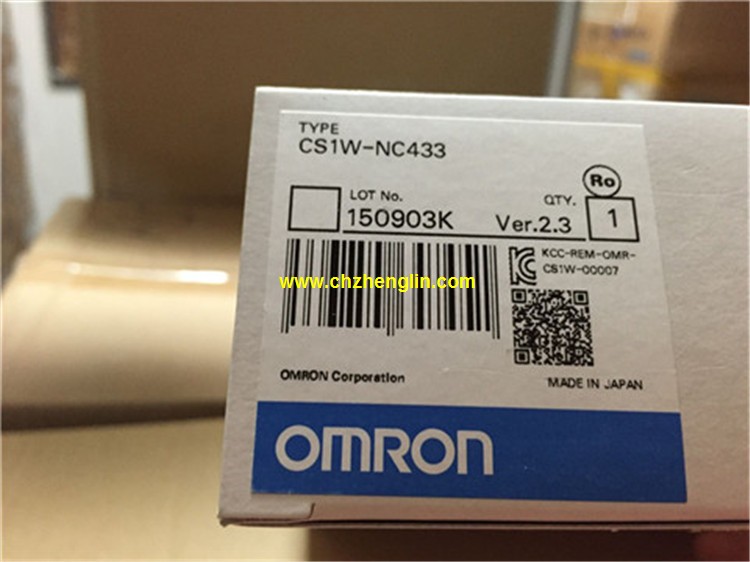 TYPE
CS1W-NC433
Ro
LOT No.
QTY.
150903K
Ver.2.3
1
www.chzhenglin.com
KCC-REM-OMR-
CS1W-00007
OMRON Corporation
MADE IN JAPAN
OMRON